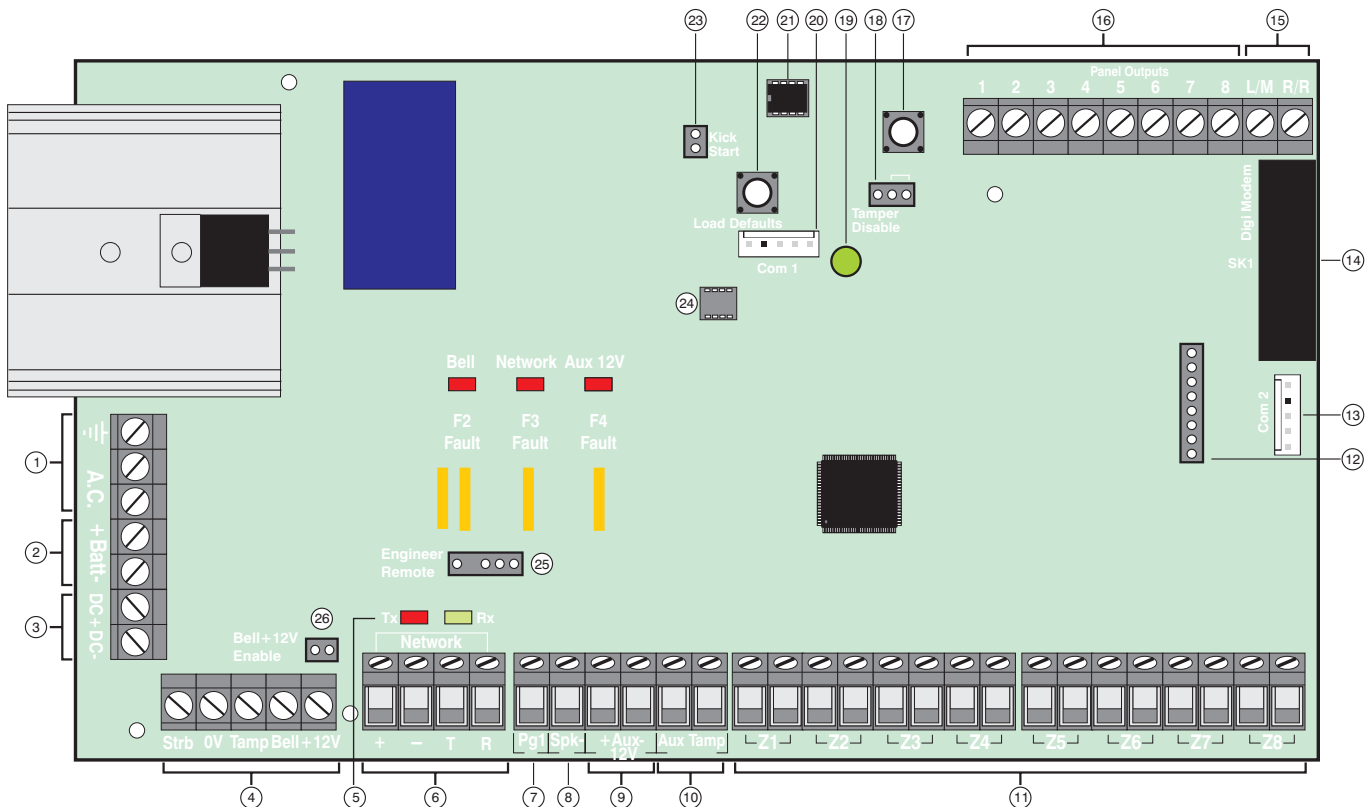 23 22 21 20 19 18 17 16 15
Panel Outputs
1 2 3 4 5 6 7 8 L/M R/R
Kick
Start
Load Defaults
Tamper
Disable
Com 1
Digi Modem
SK1
14
24
Bell Network Aux 12V
F2 F3 F4
Fault Fault Fault
Com 2
13
12
1
A.C.
2
+ Batt-
3
DC+ DC-
Engineer
Remote
25
26
Tx Rx
Bell+12V
Enable
Network
Strb 0V Tamp Bell +12V
+ − T R
Pg1 Spk- +Aux-
12V
Aux Tamp
Z1 Z2 Z3 Z4 Z5 Z6 Z7 Z8
4 5 6 7 8 9 10 11